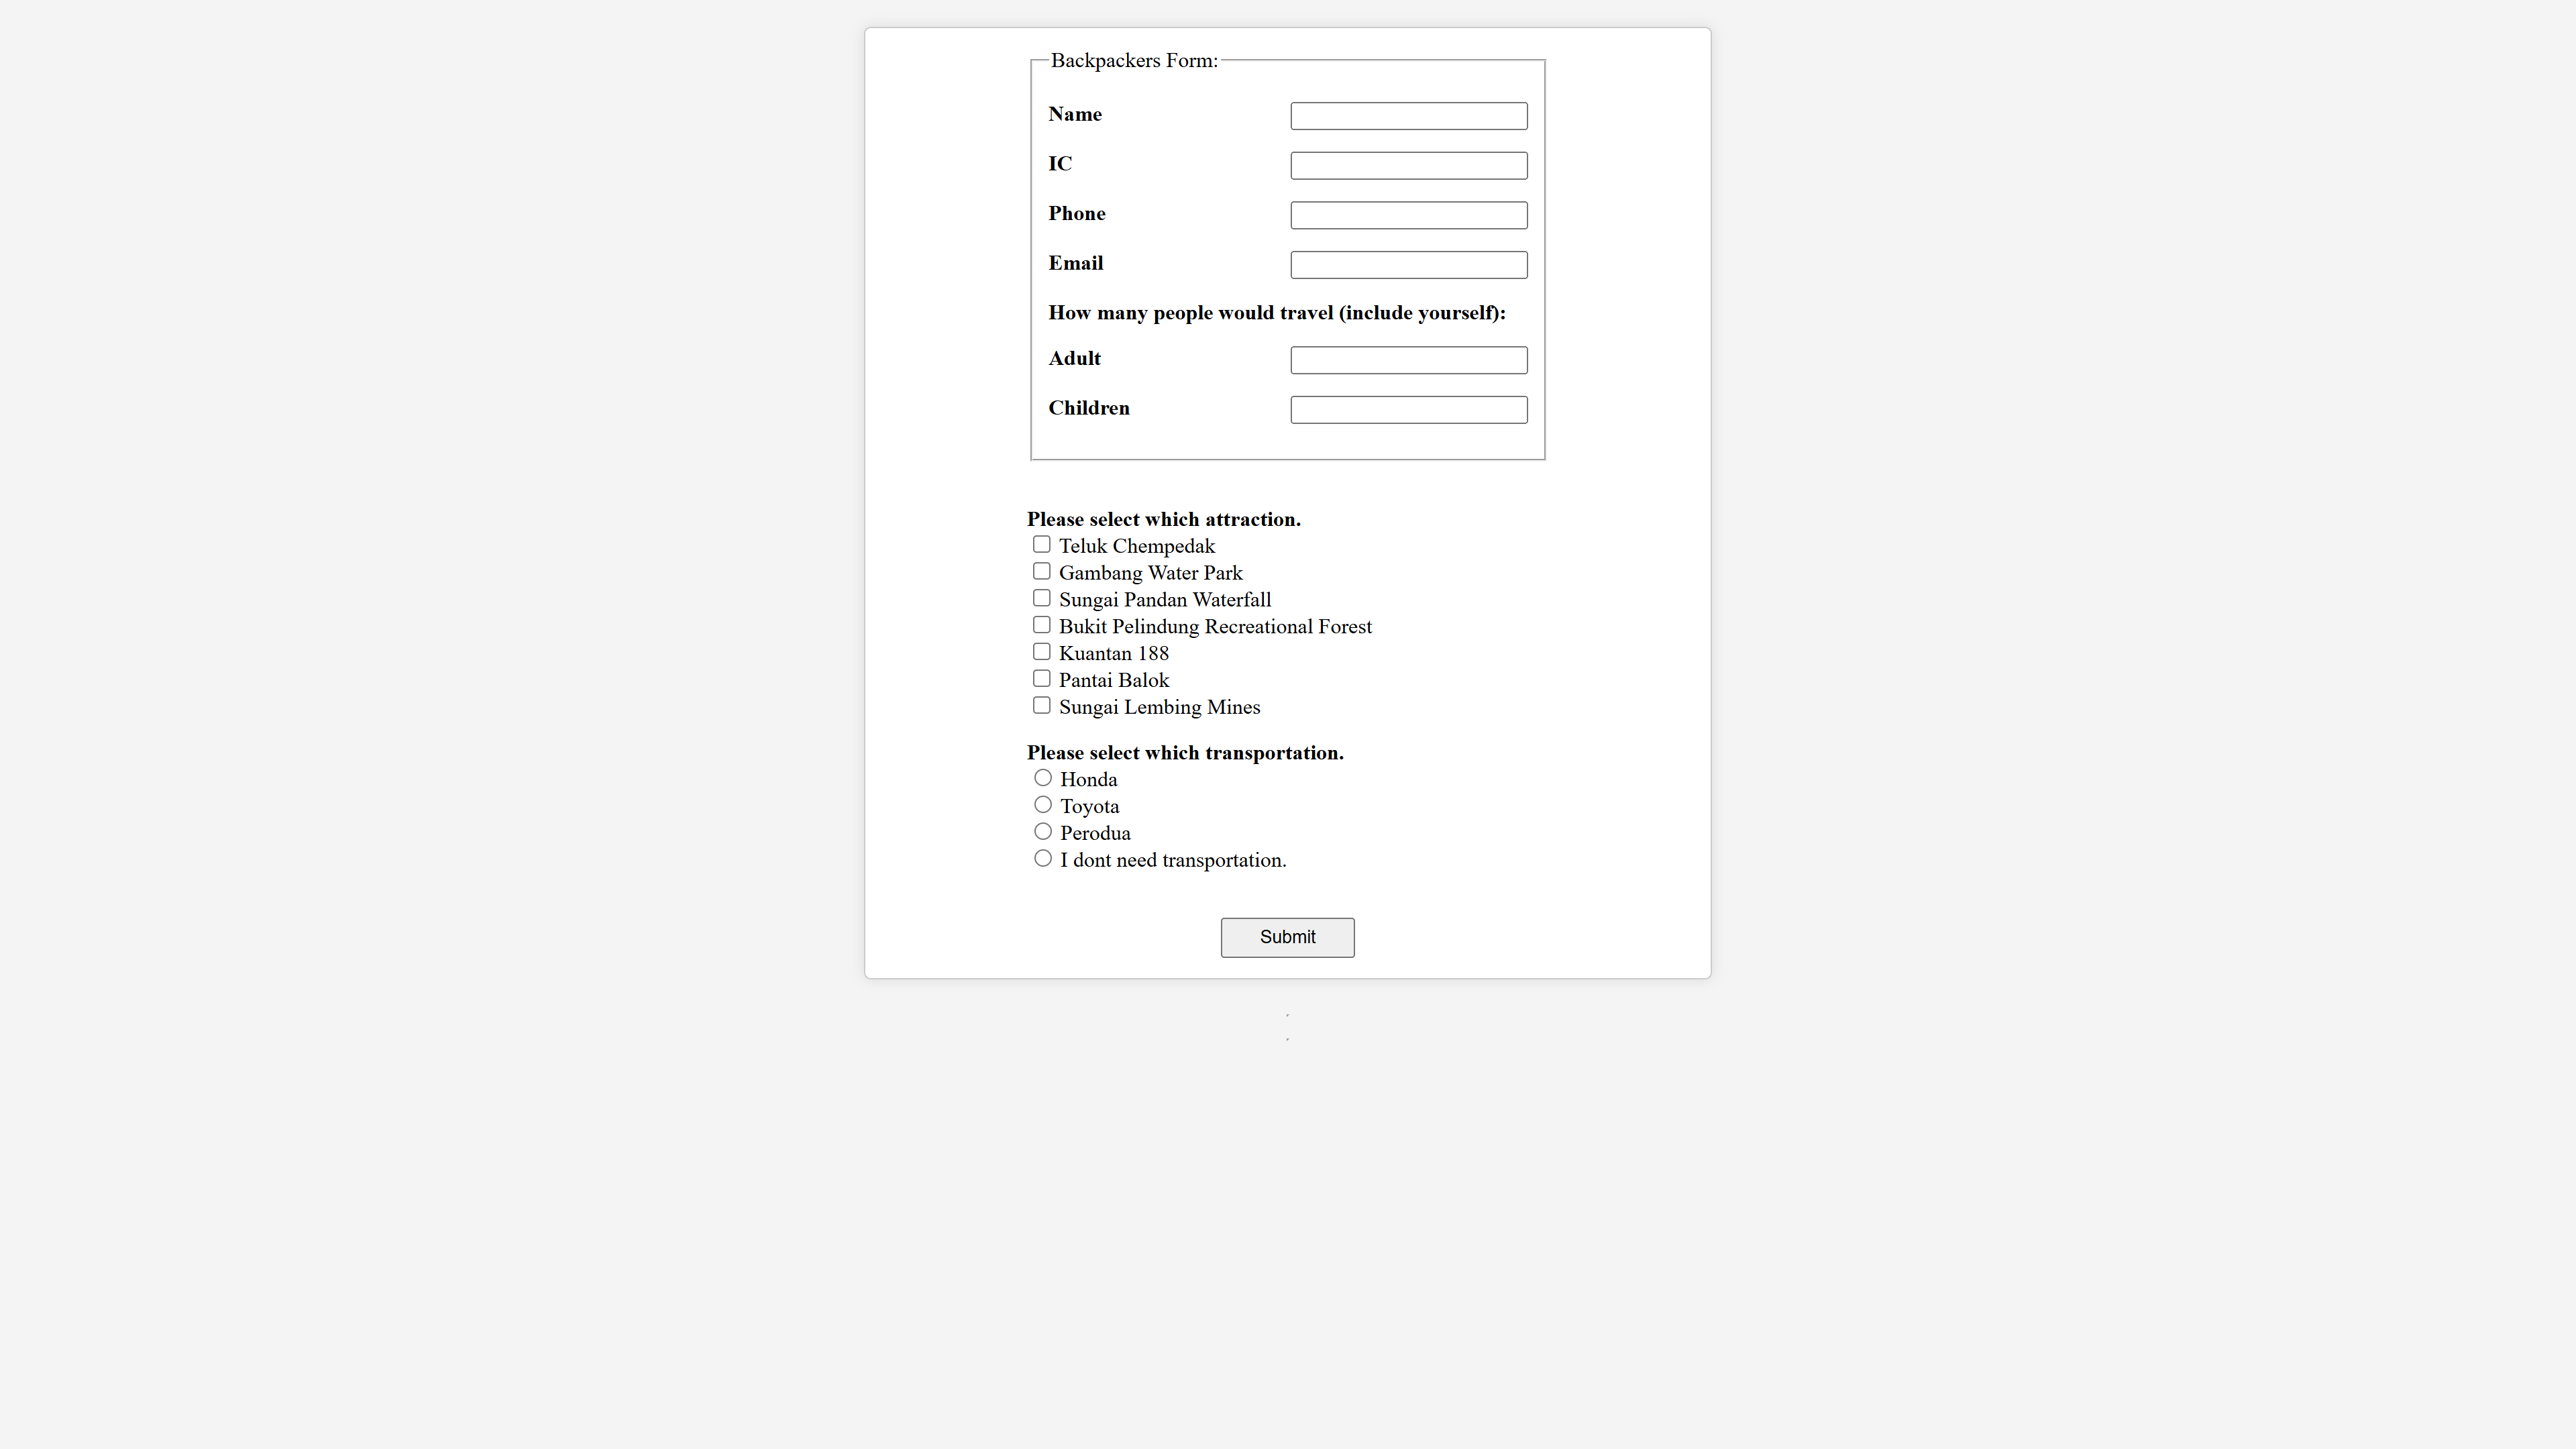 Backpackers Form:
Name
IC
Phone
Email
How many people would travel (include yourself):
Adult
Children
Please select which attraction.
Teluk Chempedak
Gambang Water Park
Sungai Pandan Waterfall
Bukit Pelindung Recreational Forest
Kuantan 188
Pantai Balok
Sungai Lembing Mines
Please select which transportation.
Honda
Toyota
Perodua
I dont need transportation.
Submit